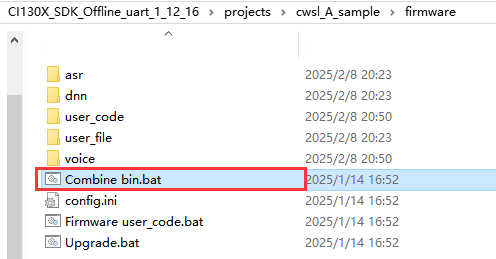 CI130X_SDK_Offline_uart_1_12_16 › projects › cwsl_A_sample › firmware
asr 2025/2/8 20:23
dnn 2025/2/8 20:23
user_code 2025/2/8 20:50
user_file 2025/2/8 20:23
voice 2025/2/8 20:50
Combine bin.bat 2025/1/14 16:52
config.ini 2025/1/14 16:52
Firmware user_code.bat 2025/1/14 16:52
Upgrade.bat 2025/1/14 16:52